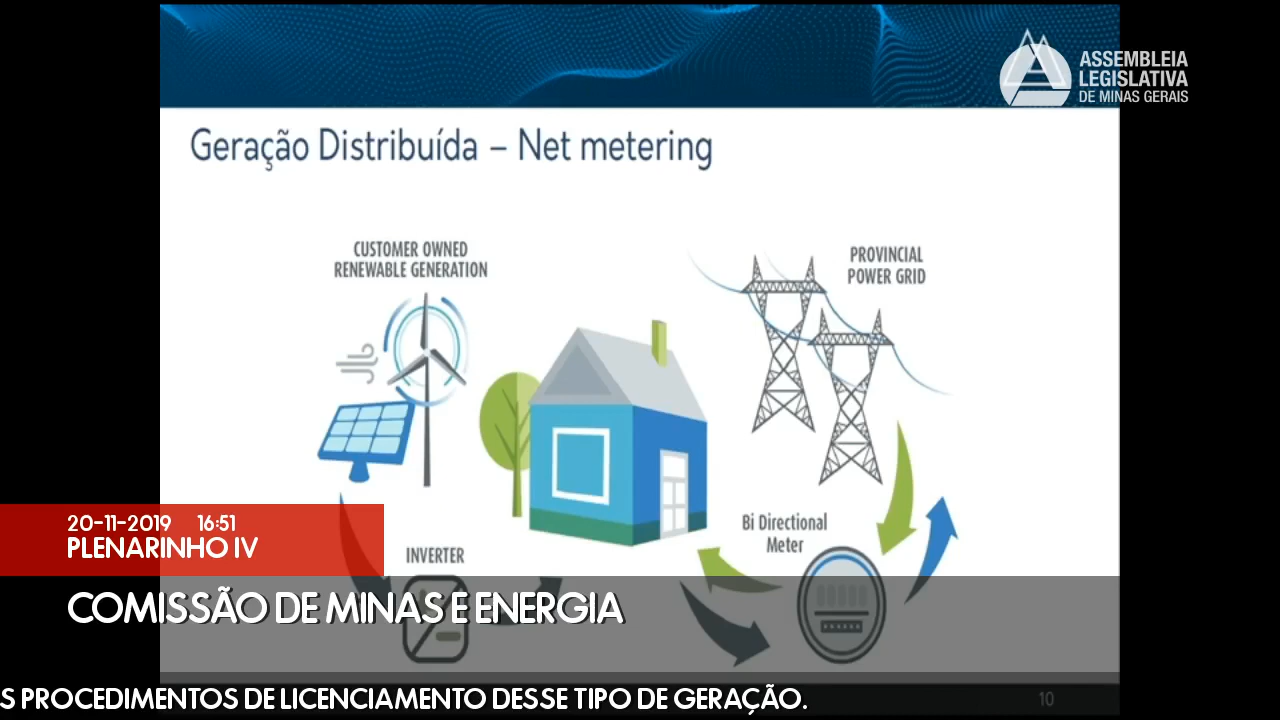 ASSEMBLEIA
LEGISLATIVA
DE MINAS GERAIS
Geração Distribuída – Net metering
CUSTOMER OWNED
RENEWABLE GENERATION
PROVINCIAL
POWER GRID
Bi Directional
Meter
INVERTER
20-11-2019 16:51
PLENARINHO IV
COMISSÃO DE MINAS E ENERGIA
S PROCEDIMENTOS DE LICENCIAMENTO DESSE TIPO DE GERAÇÃO.
10